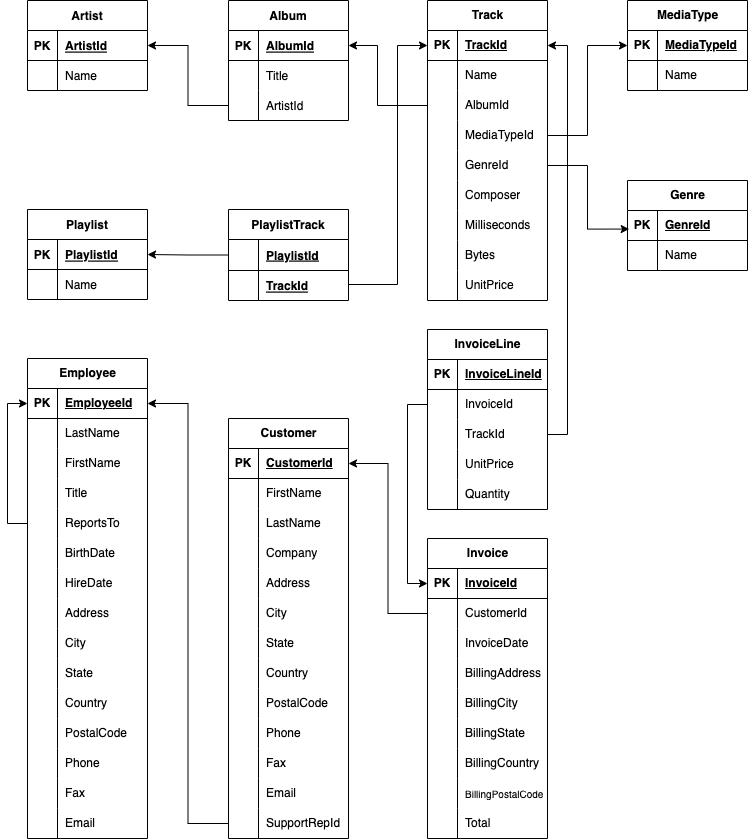 Artist
PK ArtistId
Name
Album
PK AlbumId
Title
ArtistId
Track
PK TrackId
Name
AlbumId
MediaTypeId
GenreId
Composer
Milliseconds
Bytes
UnitPrice
MediaType
PK MediaTypeId
Name
Genre
PK GenreId
Name
Playlist
PK PlaylistId
Name
PlaylistTrack
PlaylistId
TrackId
InvoiceLine
PK InvoiceLineId
InvoiceId
TrackId
UnitPrice
Quantity
Employee
PK EmployeeId
LastName
FirstName
Title
ReportsTo
BirthDate
HireDate
Address
City
State
Country
PostalCode
Phone
Fax
Email
Customer
PK CustomerId
FirstName
LastName
Company
Address
City
State
Country
PostalCode
Phone
Fax
Email
SupportRepId
Invoice
PK InvoiceId
CustomerId
InvoiceDate
BillingAddress
BillingCity
BillingState
BillingCountry
BillingPostalCode
Total